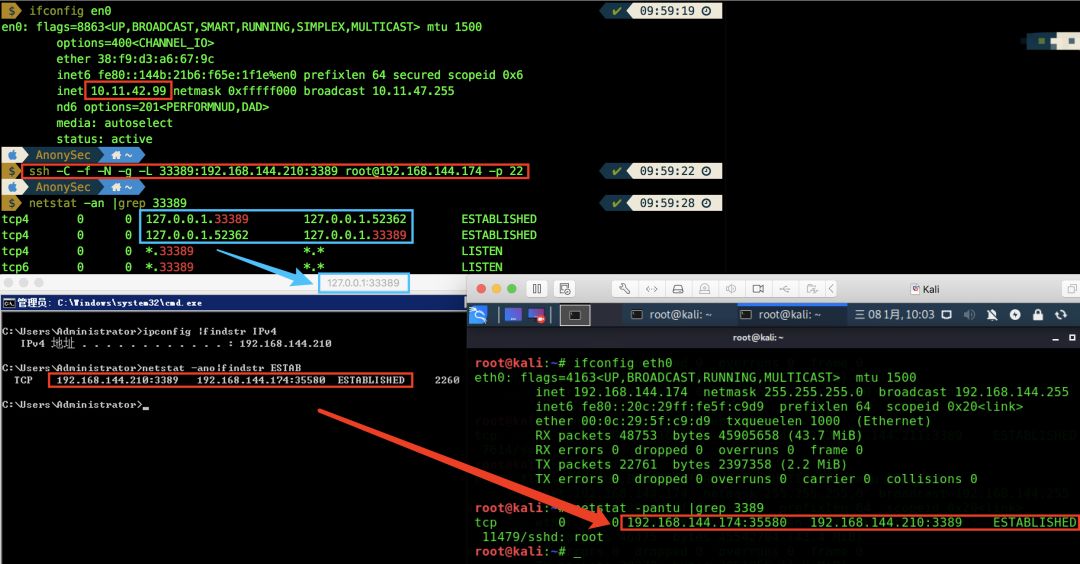 $ ifconfig en0 ✔ 09:59:19
en0: flags=8863<UP,BROADCAST,SMART,RUNNING,SIMPLEX,MULTICAST> mtu 1500
options=400<CHANNEL_IO>
ether 38:f9:d3:a6:67:9c
inet6 fe80::144b:21b6:f65e:1f1e%en0 prefixlen 64 secured scopeid 0x6
inet 10.11.42.99 netmask 0xfffff000 broadcast 10.11.47.255
nd6 options=201<PERFORMNUD,DAD>
media: autoselect
status: active
AnonySec ~
$ ssh -C -f -N -g -L 33389:192.168.144.210:3389 root@192.168.144.174 -p 22 ✔ 09:59:22
AnonySec ~
$ netstat -an |grep 33389 ✔ 09:59:28
tcp4 0 0 127.0.0.1.33389 127.0.0.1.52362 ESTABLISHED
tcp4 0 0 127.0.0.1.52362 127.0.0.1.33389 ESTABLISHED
tcp4 0 0 *.33389 *.* LISTEN
tcp6 0 0 *.33389 *.* LISTEN
127.0.0.1:33389
管理员: C:\Windows\system32\cmd.exe
C:\Users\Administrator>ipconfig |findstr IPv4
IPv4 地址 . . . . . . . . . . . . : 192.168.144.210
C:\Users\Administrator>netstat -ano|findstr ESTAB
TCP 192.168.144.210:3389 192.168.144.174:35580 ESTABLISHED 2260
C:\Users\Administrator>_
Kali
root@kali: ~ root@kali: ~ 三 08 1月, 10:03
root@kali: ~
root@kali:~# ifconfig eth0
eth0: flags=4163<UP,BROADCAST,RUNNING,MULTICAST> mtu 1500
inet 192.168.144.174 netmask 255.255.255.0 broadcast 192.168.144.255
inet6 fe80::20c:29ff:fe5f:c9d9 prefixlen 64 scopeid 0x20<link>
ether 00:0c:29:5f:c9:d9 txqueuelen 1000 (Ethernet)
RX packets 48753 bytes 45905658 (43.7 MiB)
RX errors 0 dropped 0 overruns 0 frame 0
TX packets 22761 bytes 2397358 (2.2 MiB)
TX errors 0 dropped 0 overruns 0 carrier 0 collisions 0
root@kali:~# netstat -pantu |grep 3389
tcp 0 0 192.168.144.174:35580 192.168.144.210:3389 ESTABLISHED
11479/sshd: root
root@kali:~# _